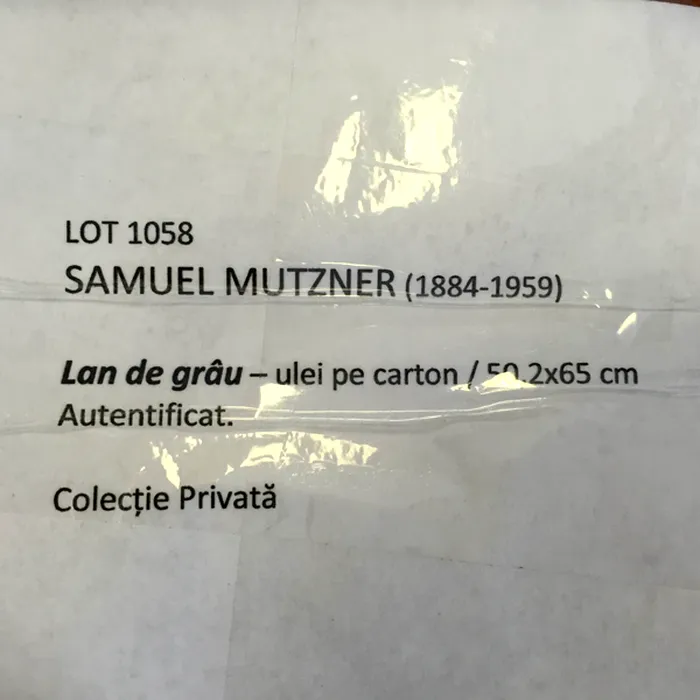 LOT 1058
SAMUEL MUTZNER (1884-1959)
Lan de grâu – ulei pe carton / 50.2x65 cm
Autentificat.
Colecție Privată